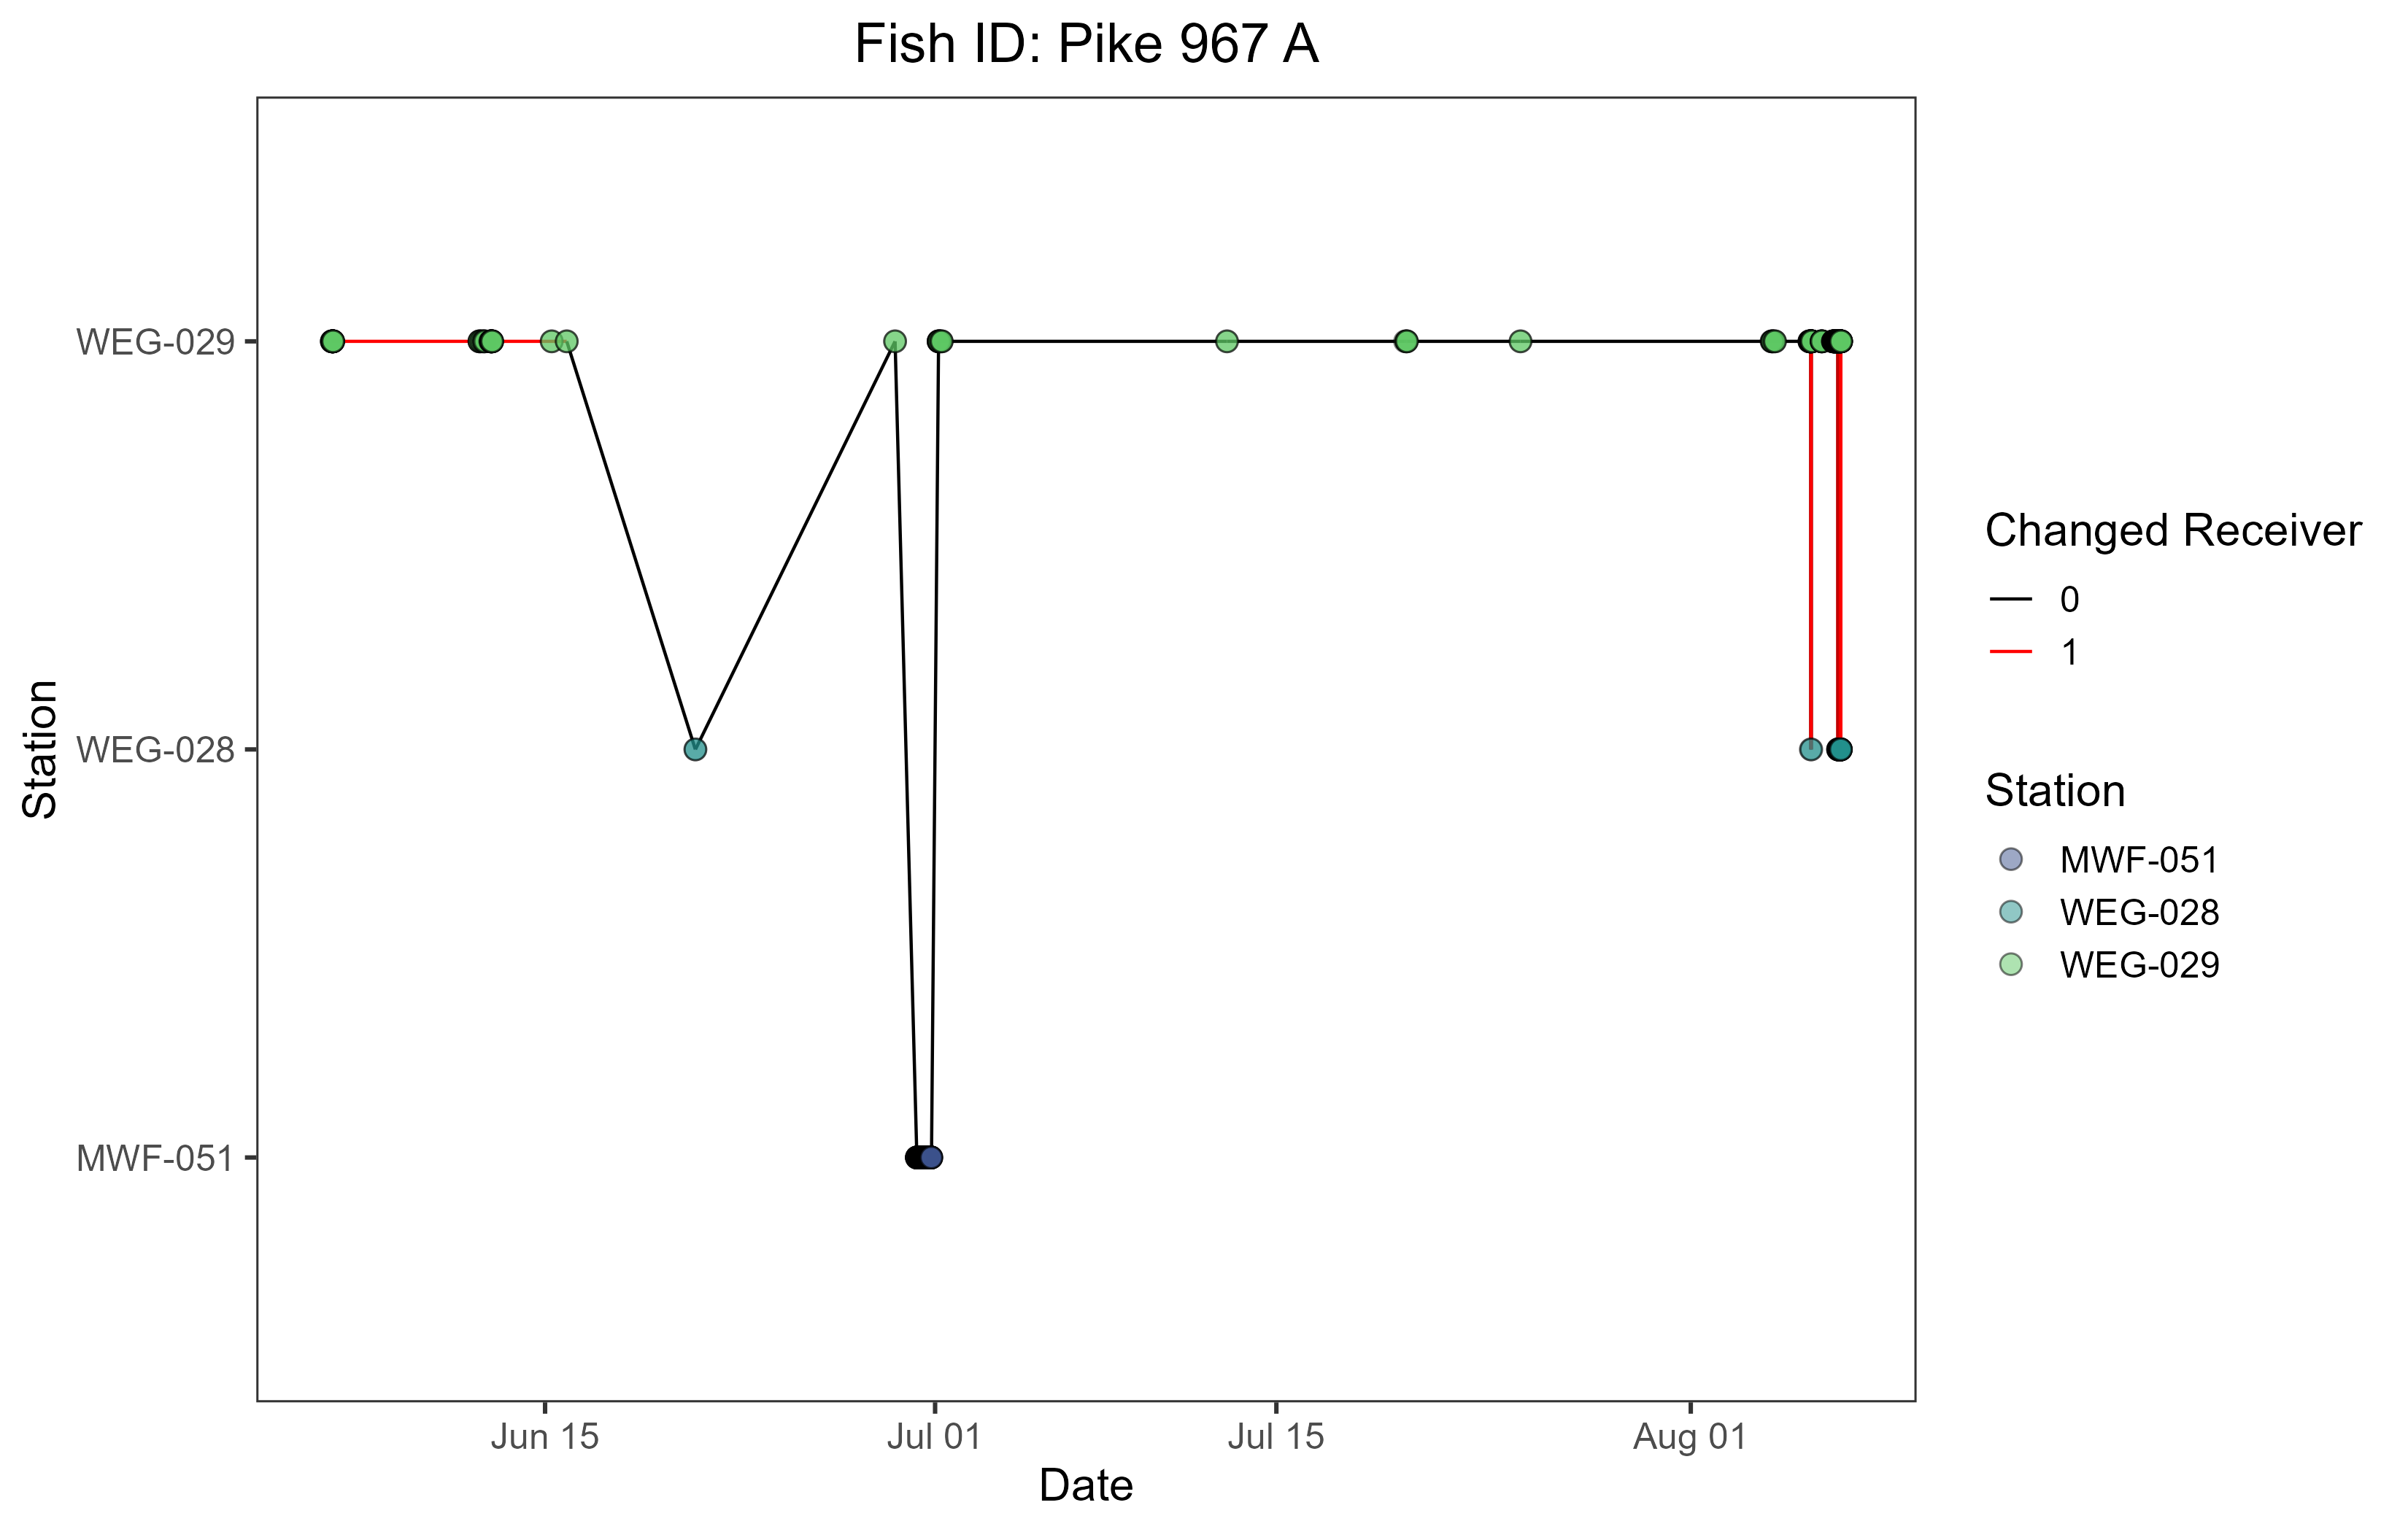 Fish ID: Pike 967 A
WEG-029
WEG-028
MWF-051
Station
Jun 15
Jul 01
Jul 15
Aug 01
Date
Changed Receiver
0
1
Station
MWF-051
WEG-028
WEG-029